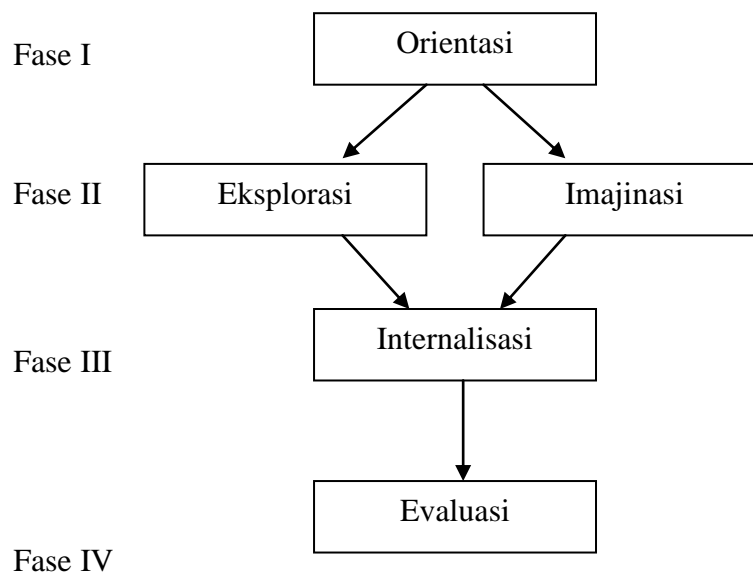 Fase I
Orientasi
Fase II
Eksplorasi
Imajinasi
Fase III
Internalisasi
Evaluasi
Fase IV